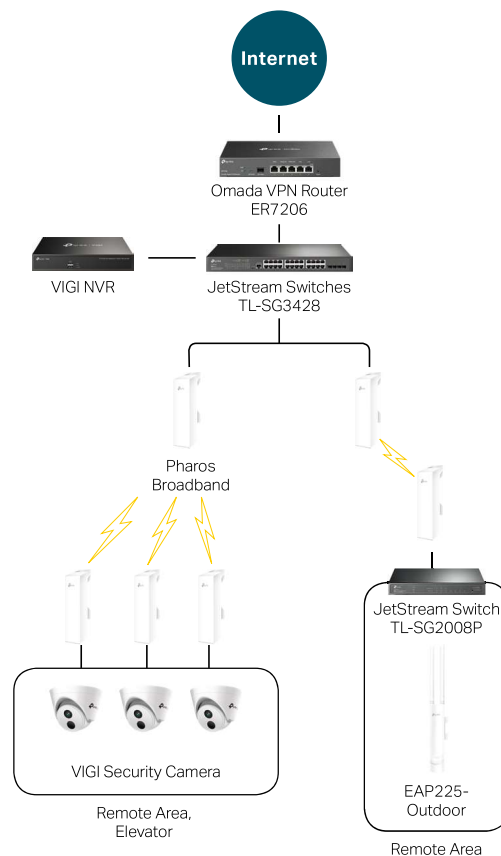 Internet
Omada VPN Router
ER7206
VIGI NVR
JetStream Switches
TL-SG3428
Pharos
Broadband
JetStream Switch
TL-SG2008P
VIGI Security Camera
EAP225-
Outdoor
Remote Area,
Elevator
Remote Area